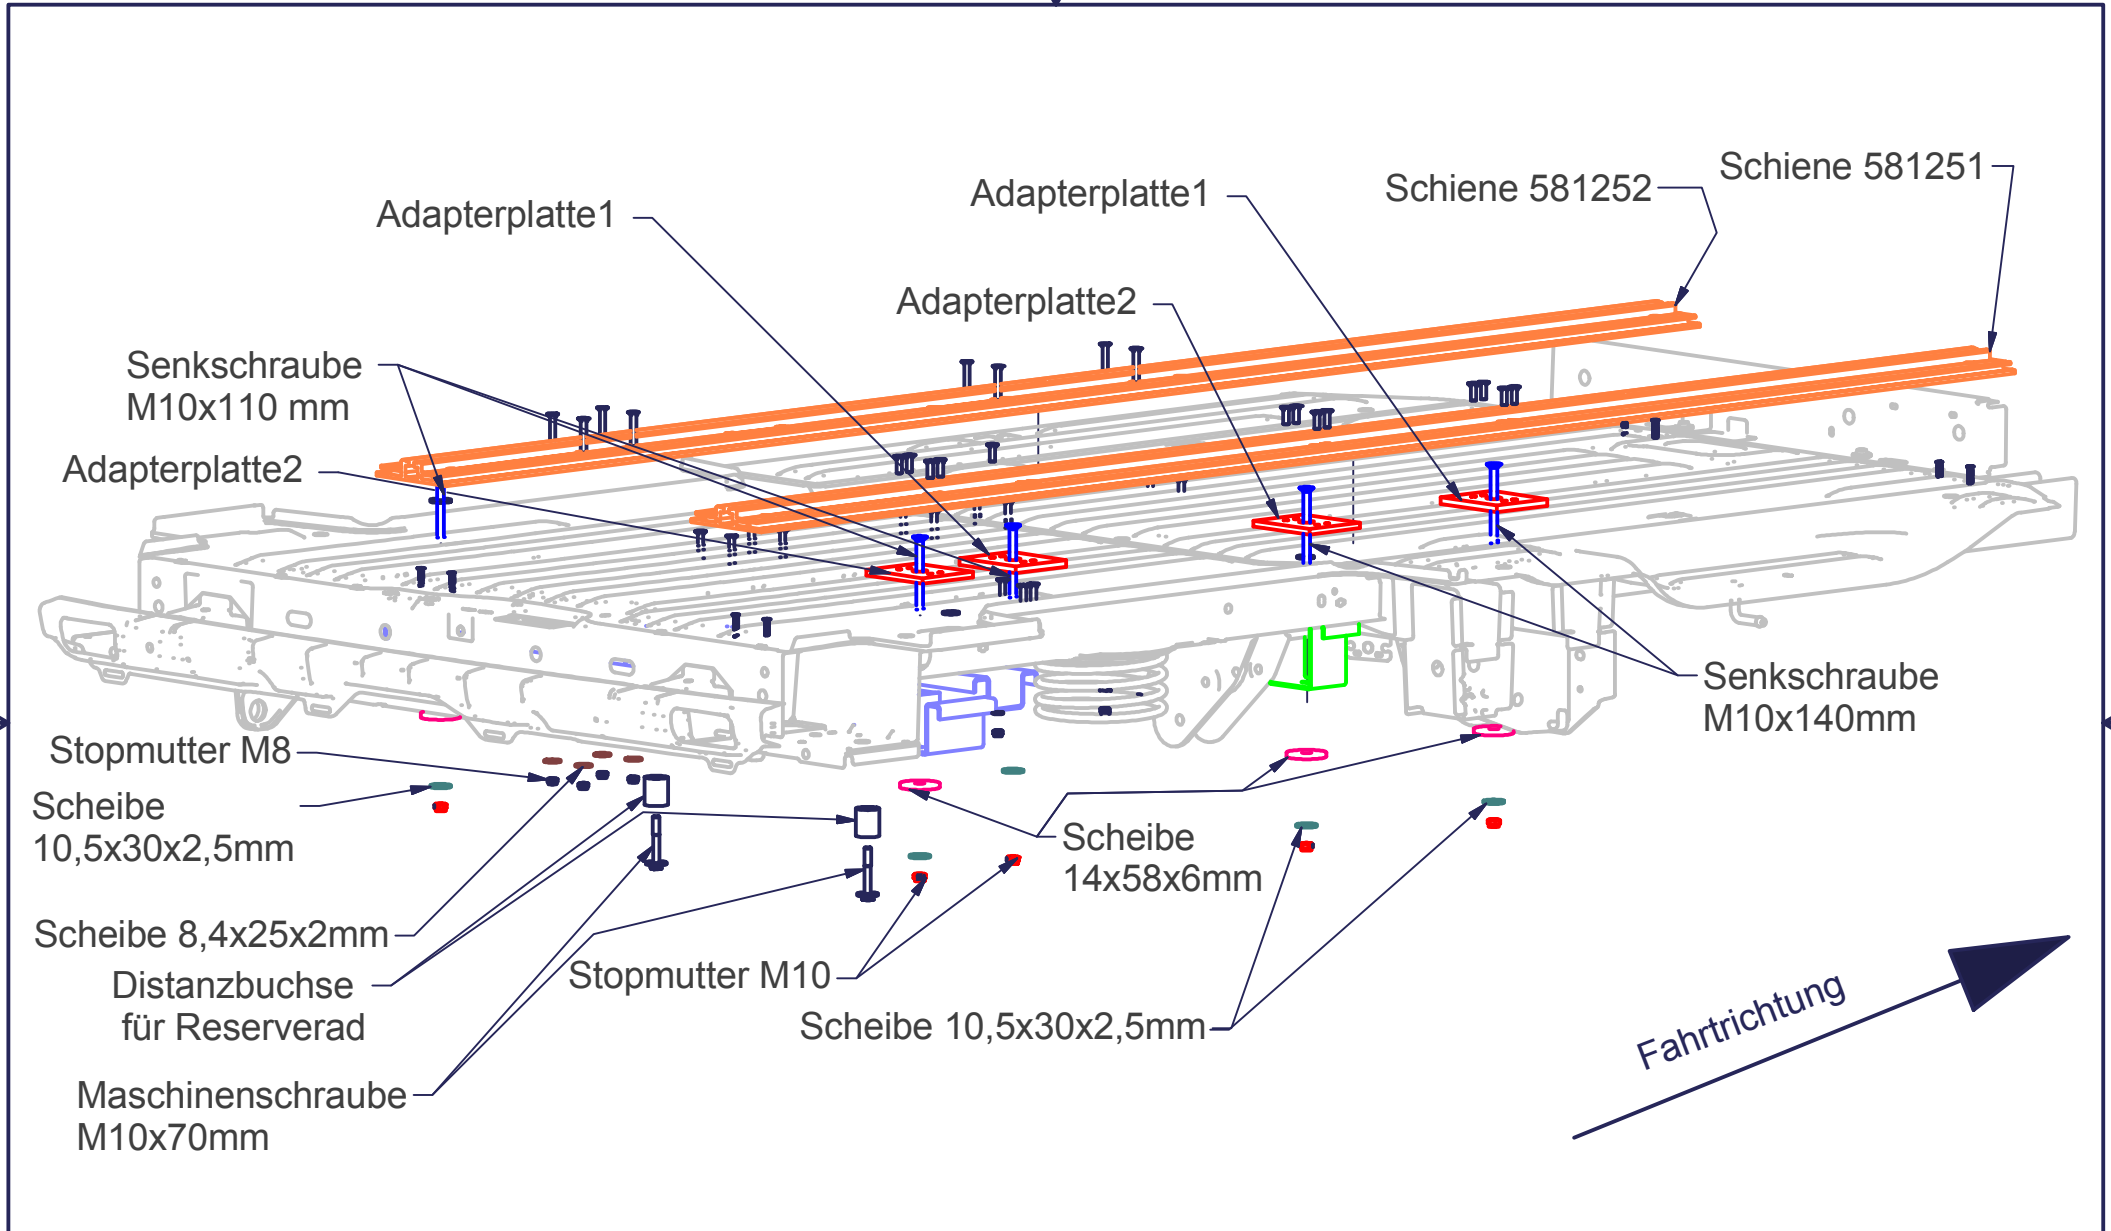 Schiene 581251
Adapterplatte1
Schiene 581252
Adapterplatte1
Adapterplatte2
Senkschraube
M10x110 mm
Adapterplatte2
Senkschraube
M10x140mm
Stopmutter M8
Scheibe
10,5x30x2,5mm
Scheibe
14x58x6mm
Scheibe 8,4x25x2mm
Distanzbuchse
für Reserverad
Stopmutter M10
Scheibe 10,5x30x2,5mm
Fahrtrichtung
Maschinenschraube
M10x70mm